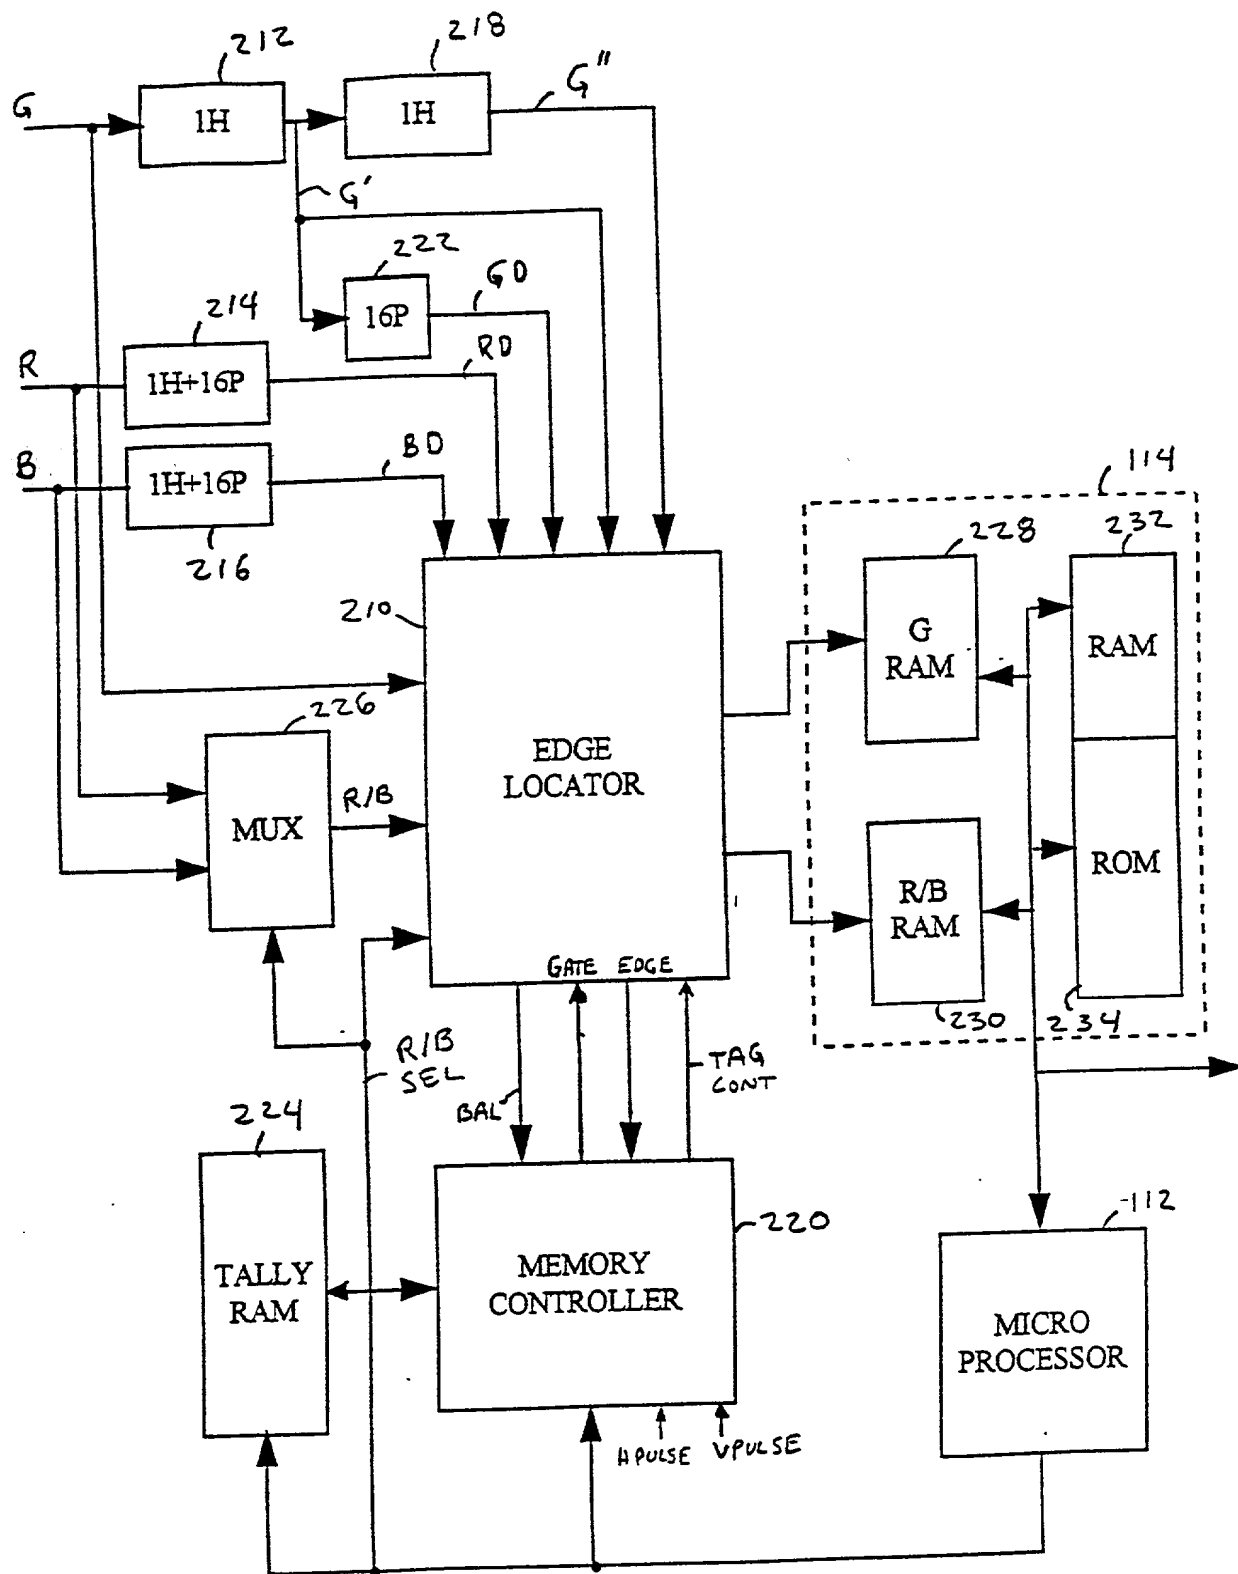 212
218
G
1H
1H
G"
G'
222
GD
16P
214
RD
R
1H+16P
BD
B
1H+16P
216
114
228
232
210
G
RAM
RAM
226
EDGE
LOCATOR
R/B
MUX
ROM
R/B
RAM
GATE EDGE
230
234
R/B
SEL
TAG
CONT
BAL
224
112
220
TALLY
RAM
MEMORY
CONTROLLER
MICRO
PROCESSOR
HPULSE VPULSE